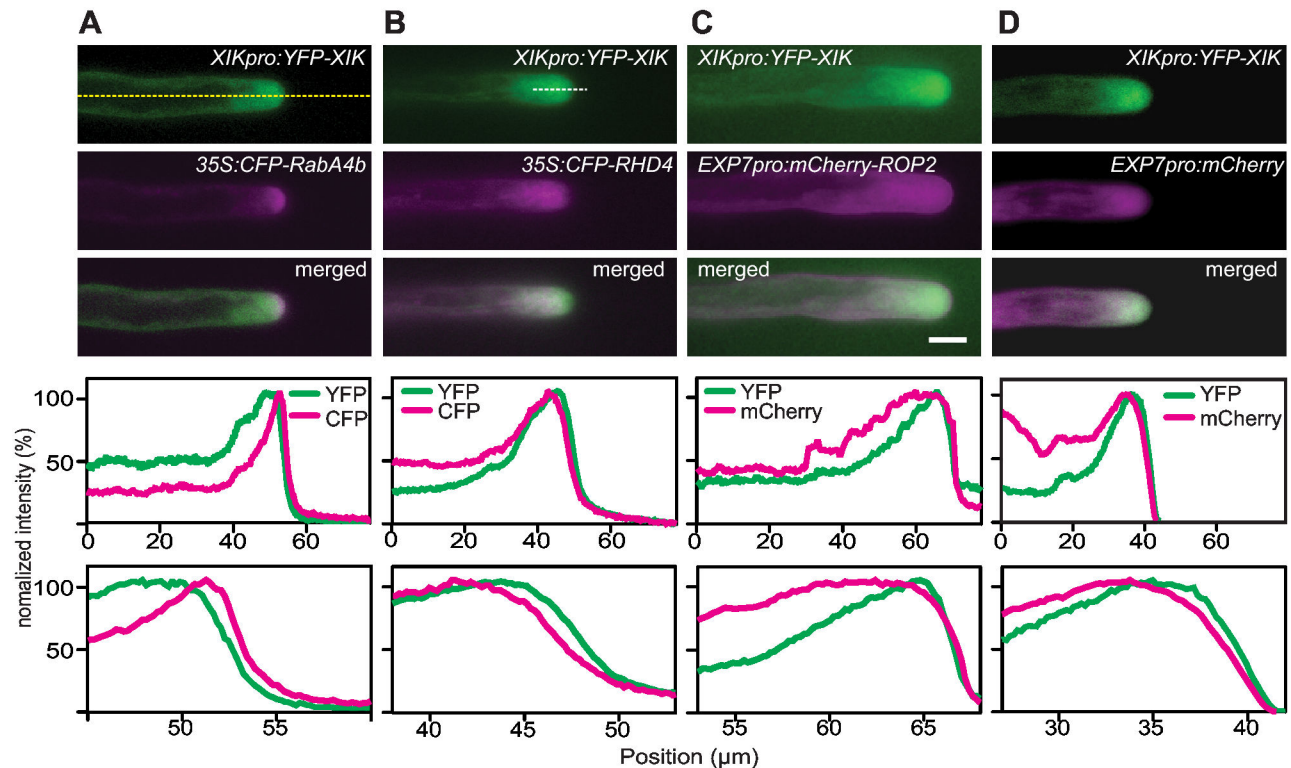 A B C D
XIKpro:YFP-XIK XIKpro:YFP-XIK XIKpro:YFP-XIK XIKpro:YFP-XIK
35S:CFP-RabA4b 35S:CFP-RHD4 EXP7pro:mCherry-ROP2 EXP7pro:mCherry
merged merged merged merged
nomalized intensity (%)
100 YFP YFP YFP YFP
CFP CFP mCherry mCherry
50
0 20 40 60 0 20 40 60 0 20 40 60 0 20 40 60
100
50
50 55 40 45 50 55 60 65 30 35 40
Position (µm)